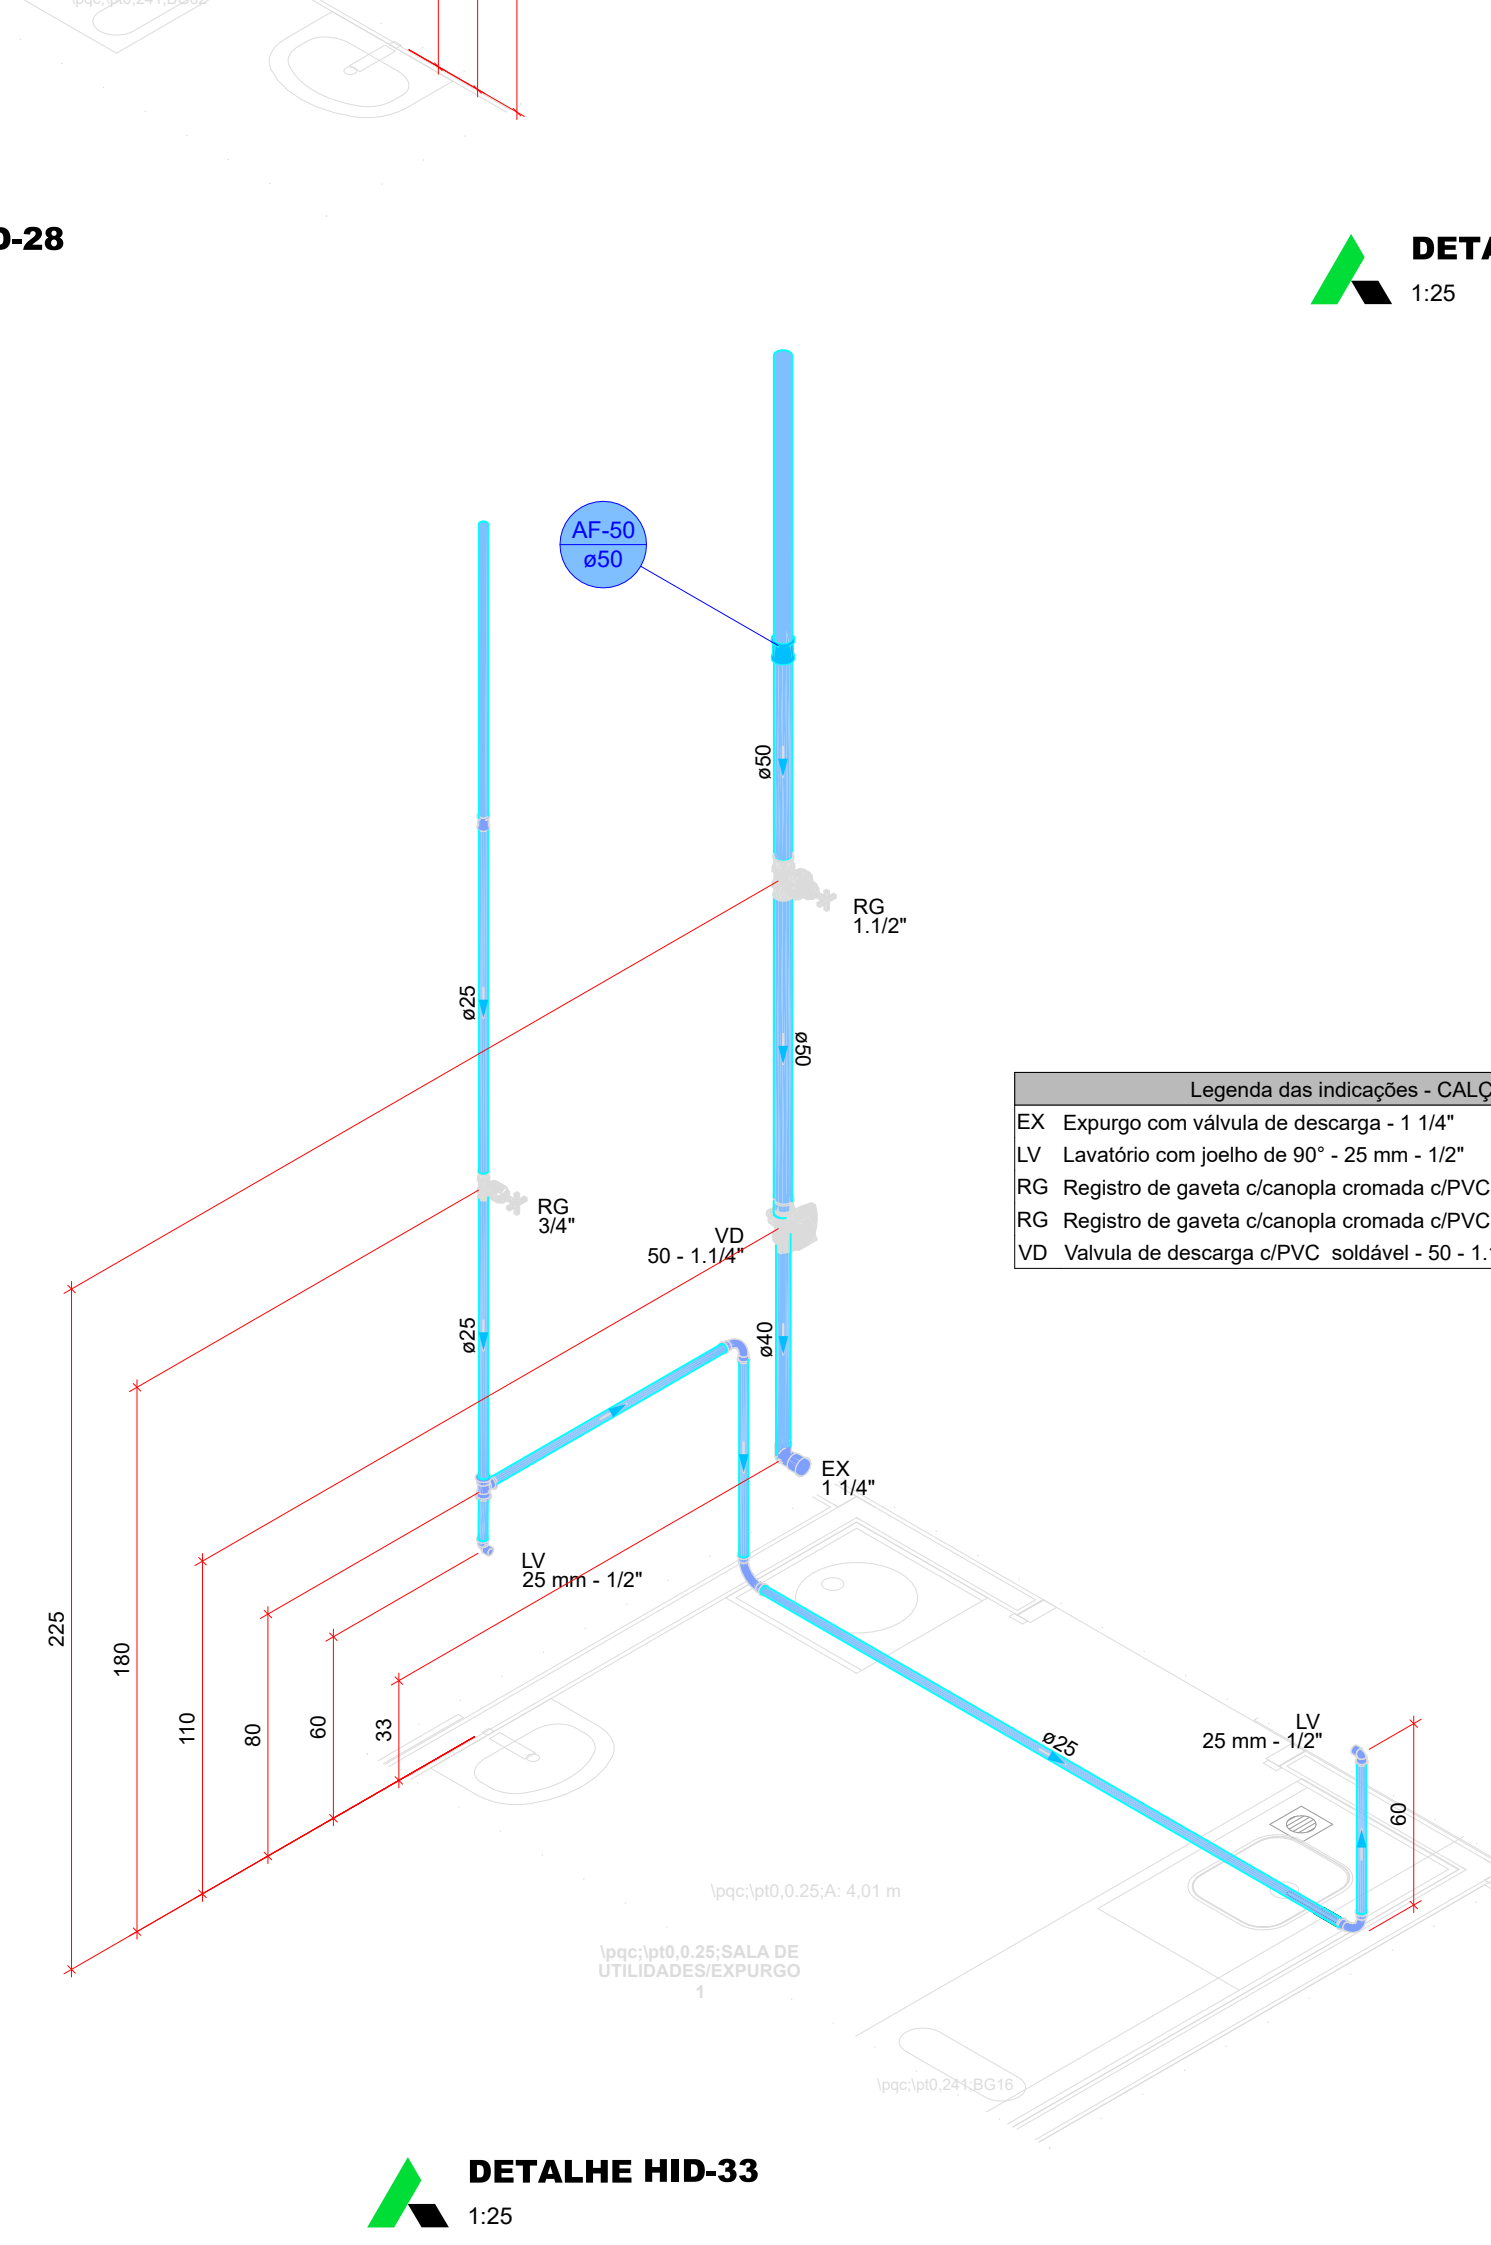 D-28
DETA
1:25
AF-50
ø50
ø50
RG
1.1/2"
ø25
ø50
Legenda das indicações - CALÇ
EX Expurgo com válvula de descarga - 1 1/4"
LV Lavatório com joelho de 90° - 25 mm - 1/2"
RG Registro de gaveta c/canopla cromada c/PVC
RG Registro de gaveta c/canopla cromada c/PVC
VD Valvula de descarga c/PVC soldável - 50 - 1.1
RG
3/4"
VD
50 - 1.1/4"
ø25
ø40
EX
1 1/4"
LV
25 mm - 1/2"
225
180
110
80
60
33
LV
25 mm - 1/2"
ø25
60
\pqc;\pt0,0.25;A: 4,01 m
\pqc;\pt0,0.25;SALA DE
UTILIDADES/EXPURGO
1
\pqc;\pt0,241;BG16
DETALHE HID-33
1:25